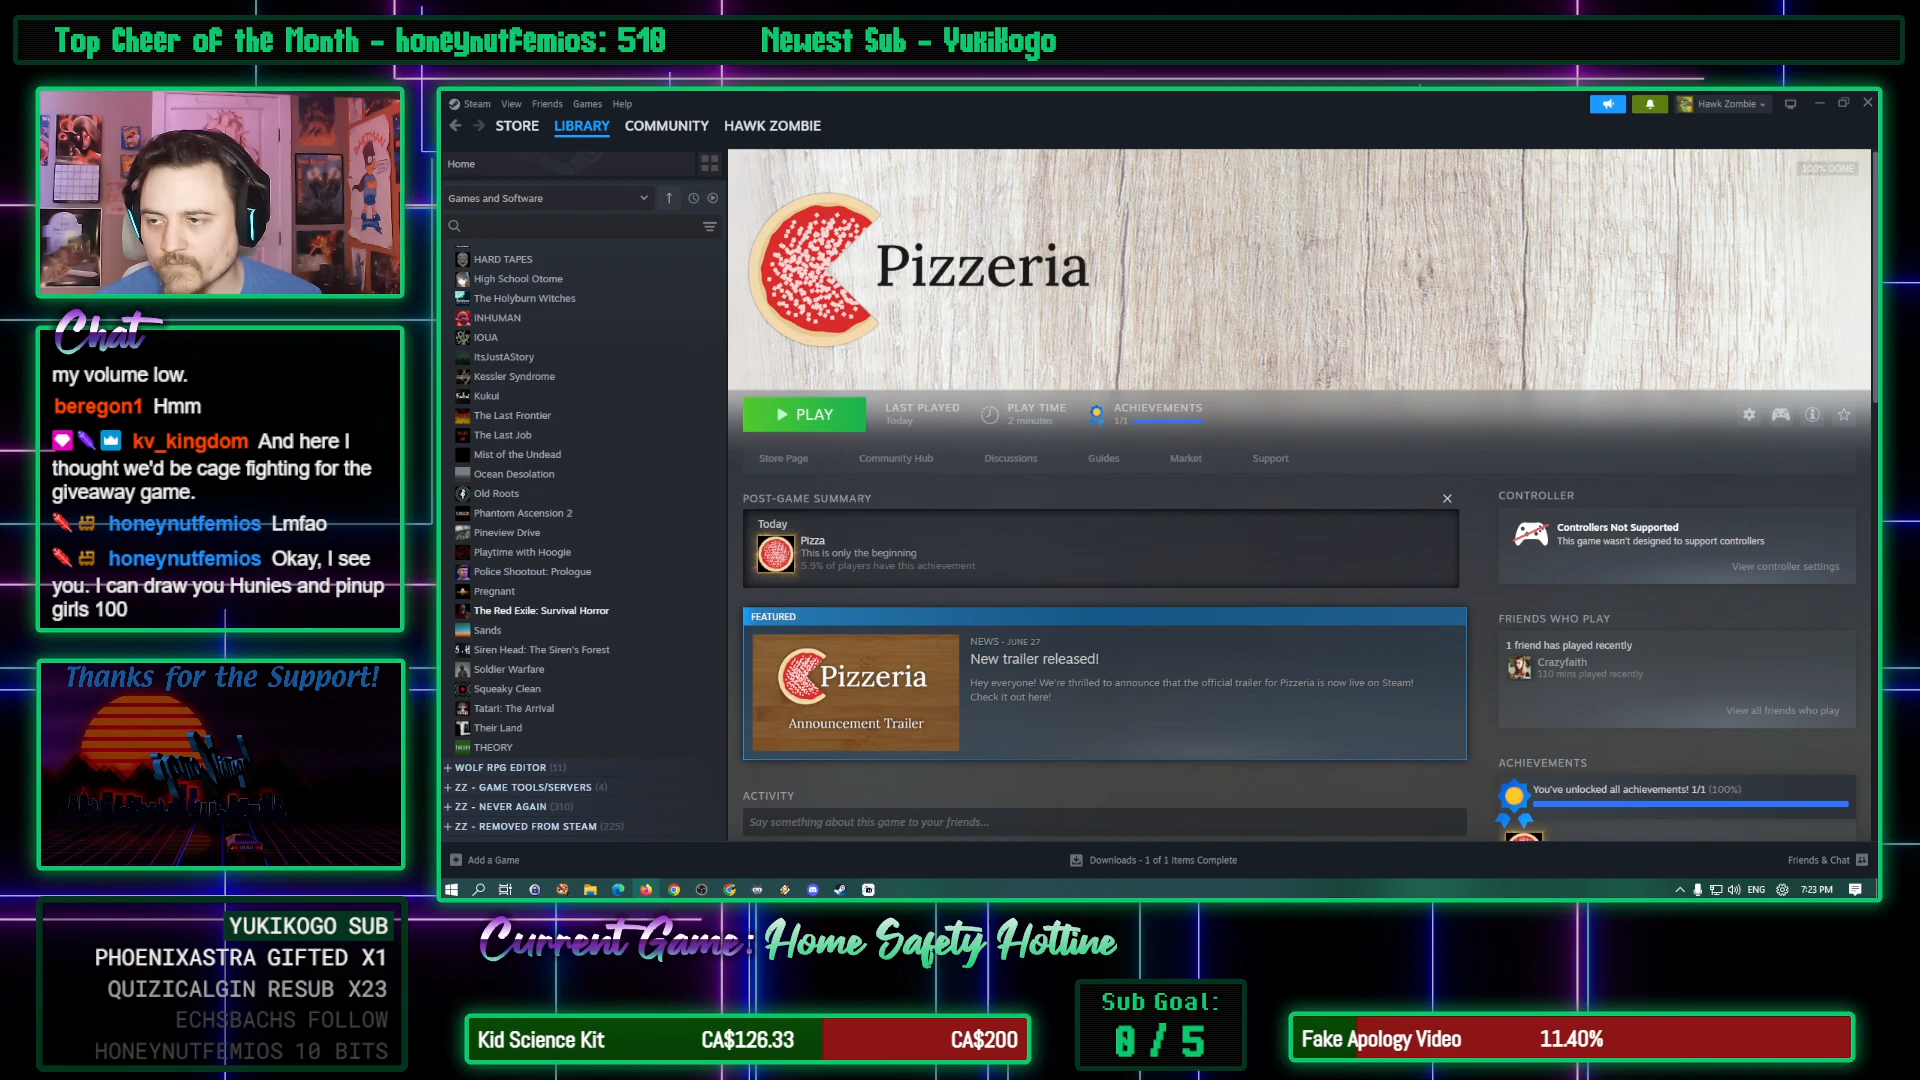 Top Cheer of the Month - honeynutfemios: 510
Newest Sub - YukiKogo
Chat
my volume low.
beregon1 Hmm
kv_kingdom And here I
thought we'd be cage fighting for the
giveaway game.
honeynutfemios Lmfao
honeynutfemios Okay, I see
you. I can draw you Hunies and pinup
girls 100
Thanks for the Support!
YUKIKOGO SUB
PHOENIXASTRA GIFTED X1
QUIZICALGIN RESUB X23
ECHSBACHS FOLLOW
HONEYNUTFEMIOS 10 BITS
Steam View Friends Games Help
Hawk Zombie
STORE LIBRARY COMMUNITY HAWK ZOMBIE
Home
Games and Software
HARD TAPES
High School Otome
The Holyburn Witches
INHUMAN
IOUA
ItsJustAStory
Kessler Syndrome
Kukui
The Last Frontier
The Last Job
Mist of the Undead
Ocean Desolation
Old Roots
Phantom Ascension 2
Pineview Drive
Playtime with Hoogie
Police Shootout: Prologue
Pregnant
The Red Exile: Survival Horror
Sands
Siren Head: The Siren's Forest
Soldier Warfare
Squeaky Clean
Tatari: The Arrival
Their Land
THEORY
+ WOLF RPG EDITOR (11)
+ ZZ - GAME TOOLS/SERVERS (4)
+ ZZ - NEVER AGAIN (310)
+ ZZ - REMOVED FROM STEAM (225)
Add a Game
100% DONE
Pizzeria
PLAY
LAST PLAYED
Today
PLAY TIME
2 minutes
ACHIEVEMENTS
1/1
Store Page Community Hub Discussions Guides Market Support
POST-GAME SUMMARY
Today
Pizza
This is only the beginning
5.9% of players have this achievement
FEATURED
Pizzeria
Announcement Trailer
NEWS - JUNE 27
New trailer released!
Hey everyone! We're thrilled to announce that the official trailer for Pizzeria is now live on Steam!
Check it out here!
ACTIVITY
Say something about this game to your friends...
CONTROLLER
Controllers Not Supported
This game wasn't designed to support controllers
View controller settings
FRIENDS WHO PLAY
1 friend has played recently
Crazyfaith
110 mins played recently
View all friends who play
ACHIEVEMENTS
You've unlocked all achievements! 1/1 (100%)
Downloads - 1 of 1 Items Complete
Friends & Chat
ENG
7:23 PM
Current Game: Home Safety Hotline
Kid Science Kit CA$126.33 CA$200
Sub Goal:
0 / 5
Fake Apology Video 11.40%